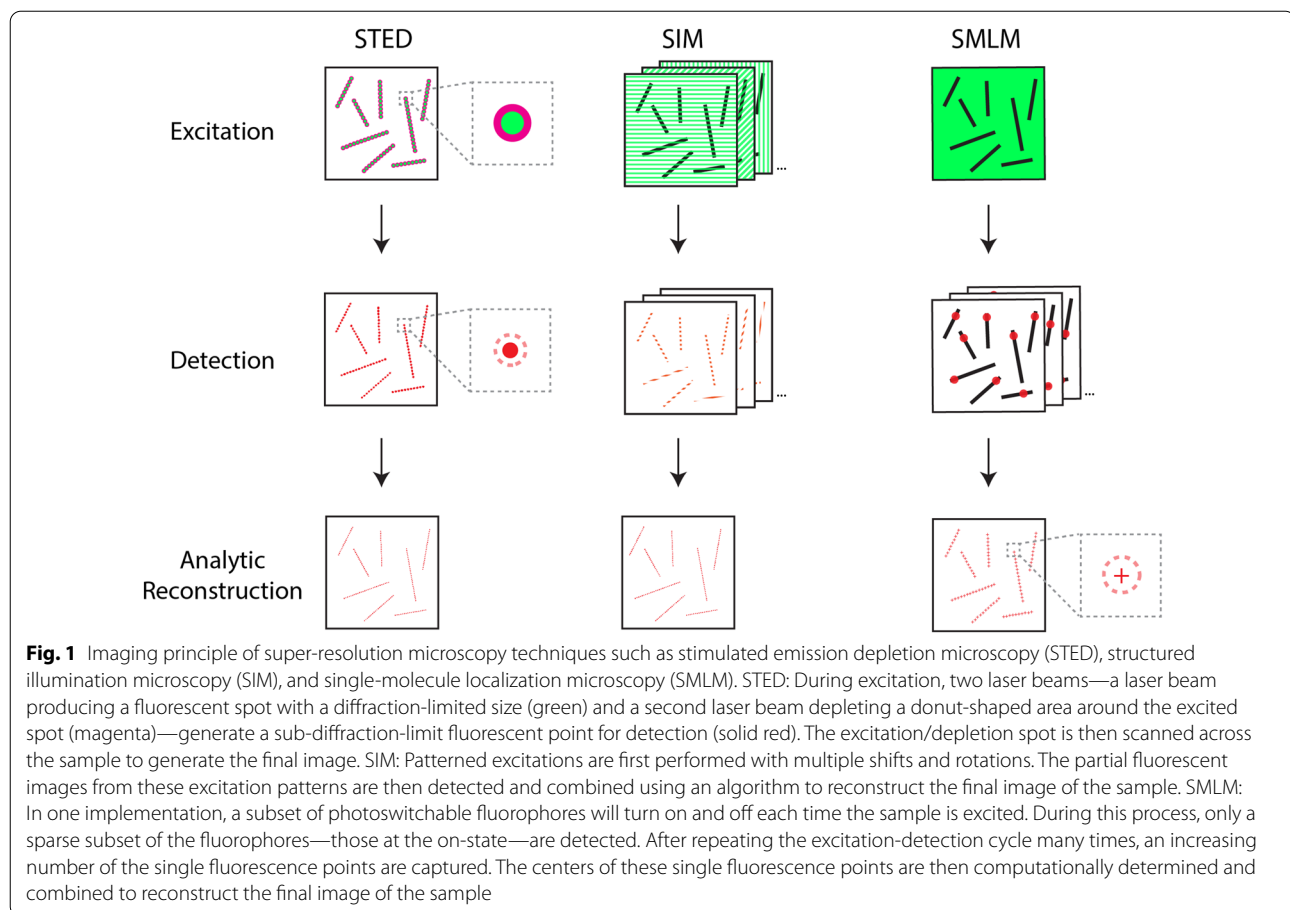 STED SIM SMLM
Excitation
...
Detection
... ...
Analytic
Reconstruction
Fig. 1 Imaging principle of super-resolution microscopy techniques such as stimulated emission depletion microscopy (STED), structured
illumination microscopy (SIM), and single-molecule localization microscopy (SMLM). STED: During excitation, two laser beams—a laser beam
producing a fluorescent spot with a diffraction-limited size (green) and a second laser beam depleting a donut-shaped area around the excited
spot (magenta)—generate a sub-diffraction-limit fluorescent point for detection (solid red). The excitation/depletion spot is then scanned across
the sample to generate the final image. SIM: Patterned excitations are first performed with multiple shifts and rotations. The partial fluorescent
images from these excitation patterns are then detected and combined using an algorithm to reconstruct the final image of the sample. SMLM:
In one implementation, a subset of photoswitchable fluorophores will turn on and off each time the sample is excited. During this process, only a
sparse subset of the fluorophores—those at the on-state—are detected. After repeating the excitation-detection cycle many times, an increasing
number of the single fluorescence points are captured. The centers of these single fluorescence points are then computationally determined and
combined to reconstruct the final image of the sample